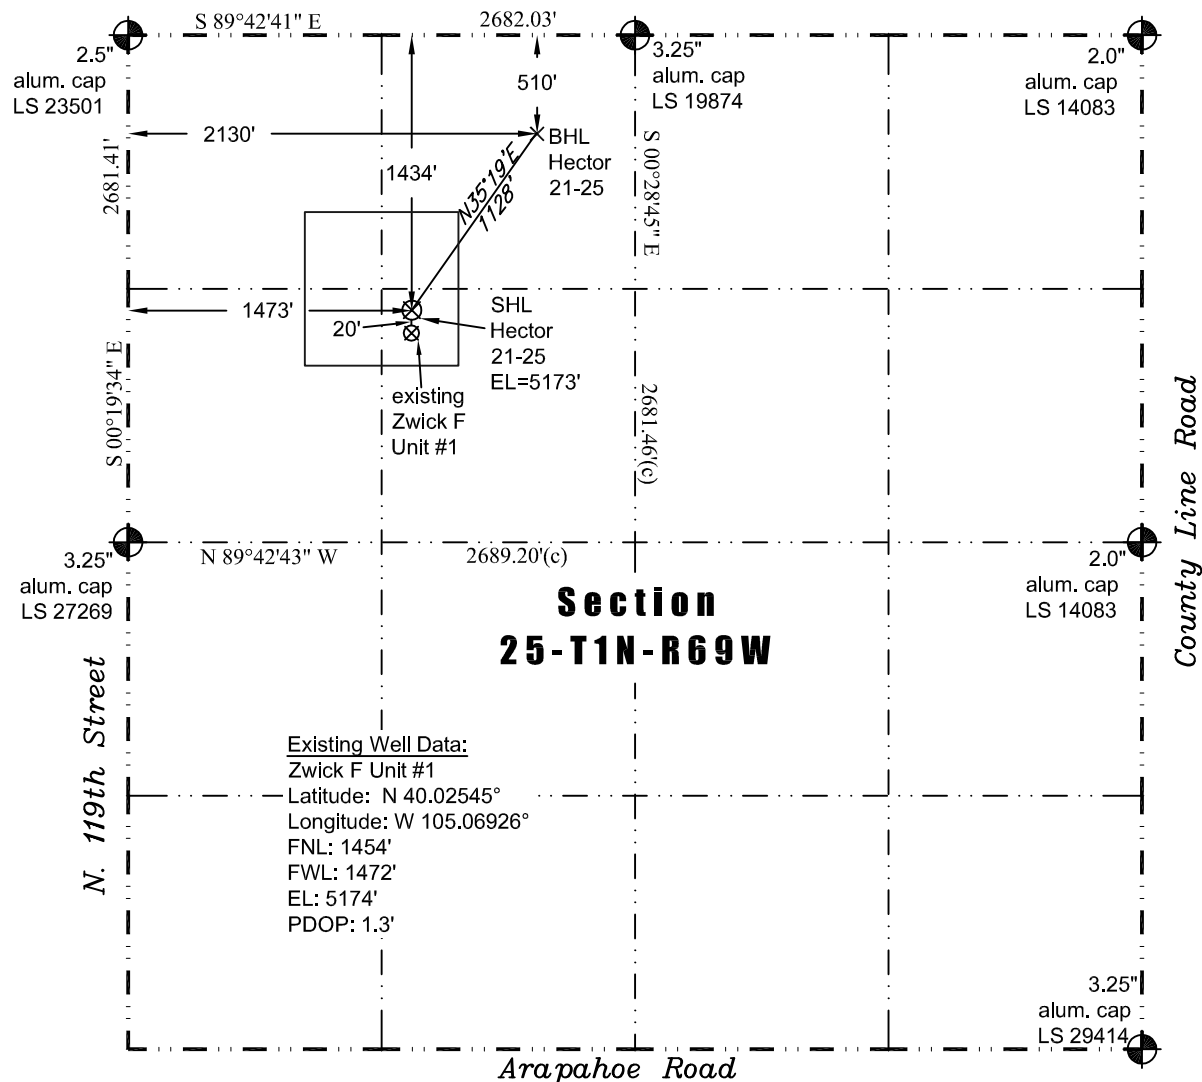 S 89°42'41" E
2682.03'
2.5"
alum. cap
LS 23501
3.25"
alum. cap
LS 19874
2.0"
alum. cap
LS 14083
510'
2130'
BHL
Hector
21-25
2681.41'
1434'
N35°19'E
1128'
S 00°28'45" E
1473'
20'
SHL
Hector
21-25
EL=5173'
existing
Zwick F
Unit #1
S 00°19'34" E
2681.46'(c)
County Line Road
3.25"
alum. cap
LS 27269
N 89°42'43" W
2689.20'(c)
2.0"
alum. cap
LS 14083
Section
25-T1N-R69W
N. 119th Street
Existing Well Data:
Zwick F Unit #1
Latitude: N 40.02545°
Longitude: W 105.06926°
FNL: 1454'
FWL: 1472'
EL: 5174'
PDOP: 1.3'
3.25"
alum. cap
LS 29414
Arapahoe Road